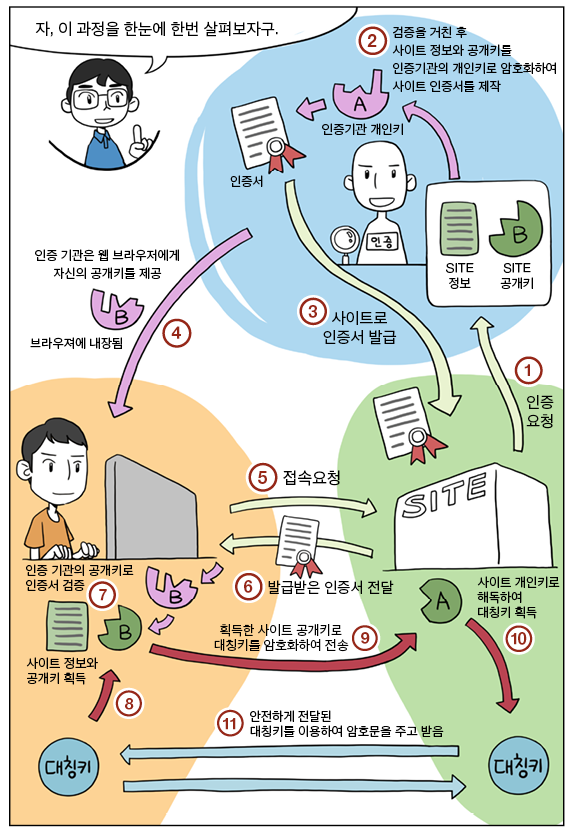 자, 이 과정을 한눈에 한번 살펴보자구.
② 검증을 거친 후
사이트 정보와 공개키를
인증기관의 개인키로 암호화하여
사이트 인증서를 제작
A
인증기관 개인키
인증서
인증
B
SITE
정보
SITE
공개키
인증 기관은 웹 브라우저에게
자신의 공개키를 제공
B
브라우져에 내장됨
④
③ 사이트로
인증서 발급
①
인증
요청
SITE
⑤ 접속요청
⑥ 발급받은 인증서 전달
인증 기관의 공개키로
인증서 검증
⑦
B
B
사이트 정보와
공개키 획득
⑧
획득한 사이트 공개키로
대칭키를 암호화하여 전송
⑨
A
사이트 개인키로
해독하여
대칭키 획득
⑩
⑪ 안전하게 전달된
대칭키를 이용하여 암호문을 주고 받음
대칭키
대칭키